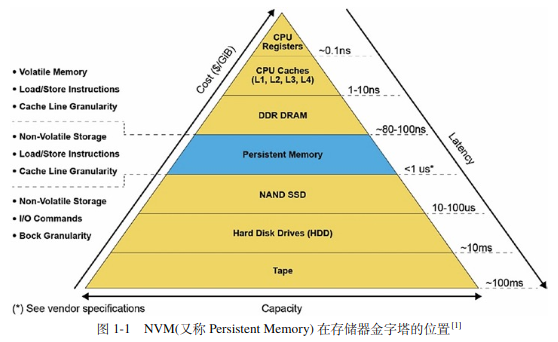 CPU
Registers
~0.1ns
CPU Caches
(L1, L2, L3, L4)
1-10ns
DDR DRAM
~80-100ns
Persistent Memory
<1 us*
NAND SSD
10-100us
Hard Disk Drives (HDD)
~10ms
Tape
~100ms
Cost ($/GiB)
Latency
• Volatile Memory
• Load/Store Instructions
• Cache Line Granularity
• Non-Volatile Storage
• Load/Store Instructions
• Cache Line Granularity
• Non-Volatile Storage
• I/O Commands
• Bock Granularity
(*) See vendor specifications
Capacity
图 1-1 NVM(又称 Persistent Memory) 在存储器金字塔的位置[1]